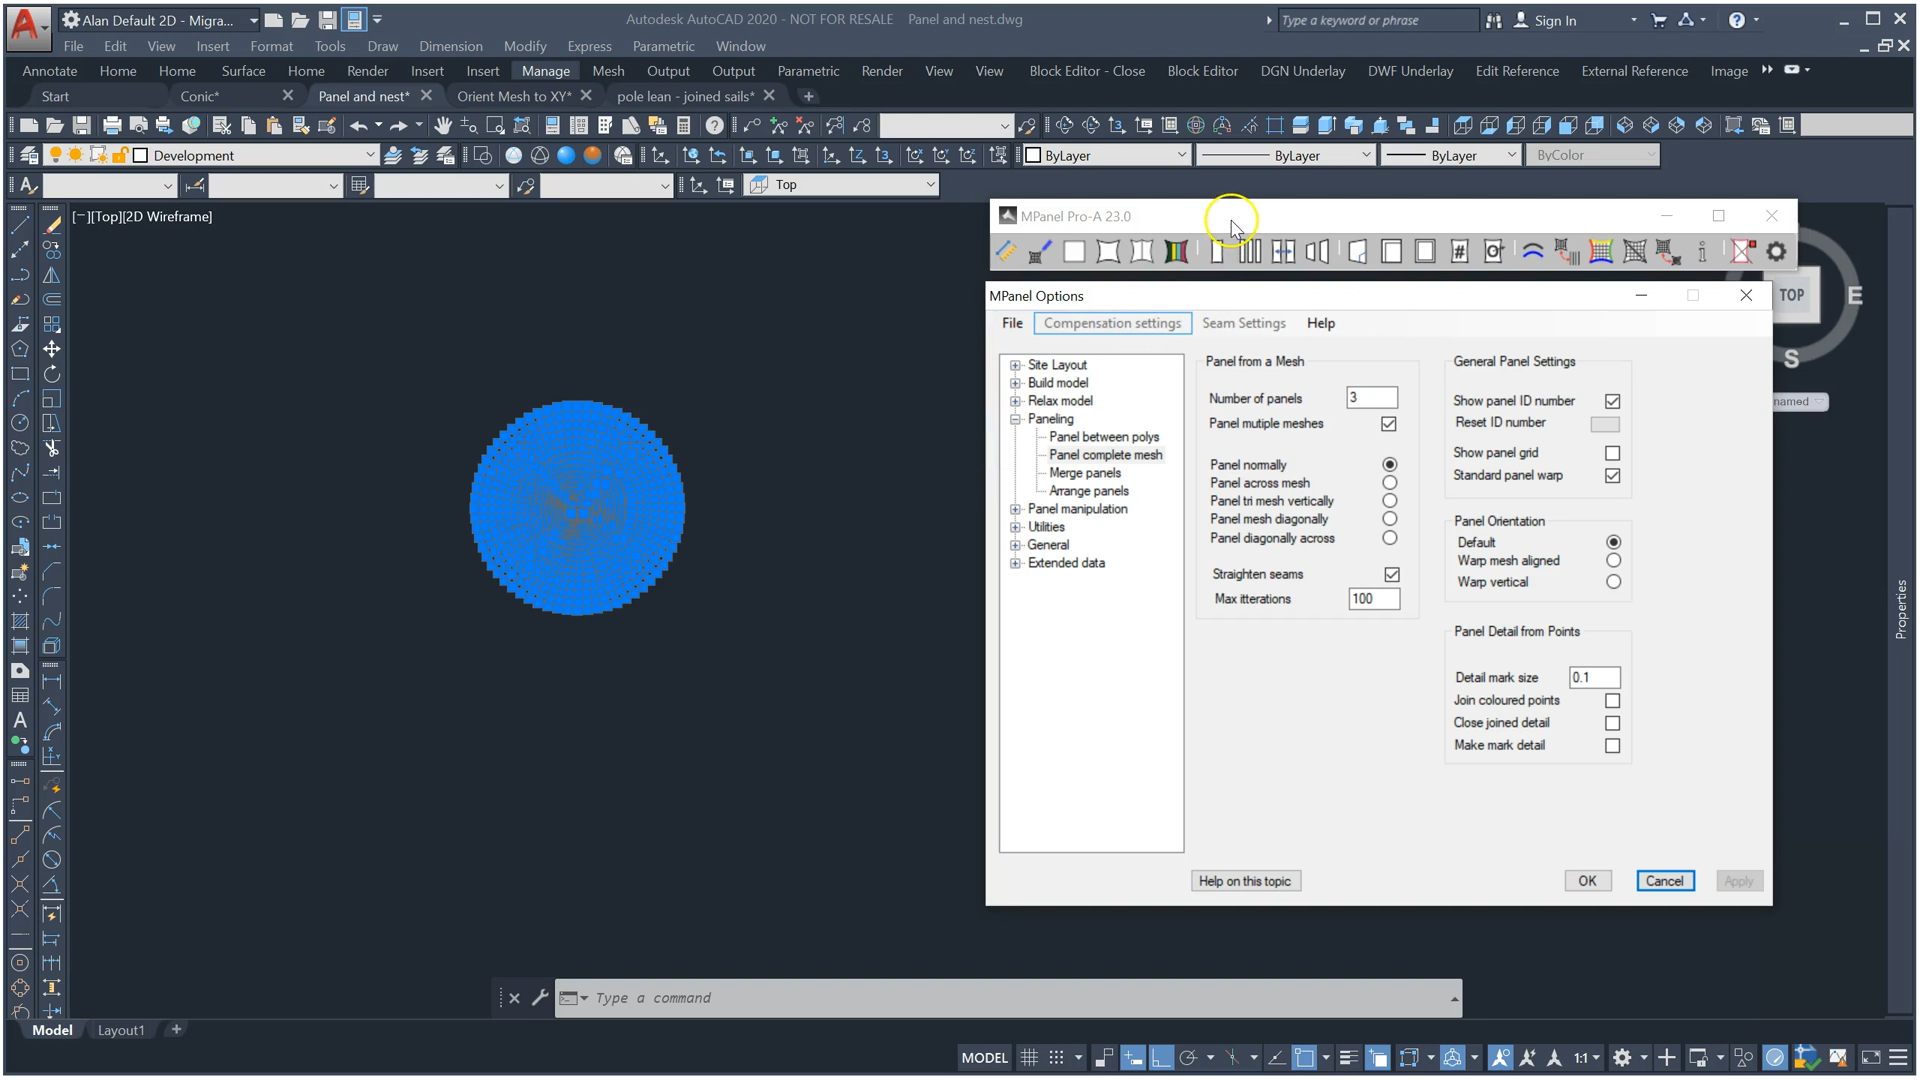 Alan Default 2D - Migra...
Autodesk AutoCAD 2020 - NOT FOR RESALE Panel and nest.dwg
Type a keyword or phrase
Sign In
File Edit View Insert Format Tools Draw Dimension Modify Express Parametric Window
Annotate Home Home Surface Home Render Insert Insert Manage Mesh Output Output Parametric Render View View Block Editor - Close Block Editor DGN Underlay DWF Underlay Edit Reference External Reference Image
Start Conic* Panel and nest* Orient Mesh to XY* pole lean - joined sails*
Development ByLayer ByLayer ByLayer ByColor
Top
[−][Top][2D Wireframe]
MPanel Pro-A 23.0
TOP
E
S
named
MPanel Options
File Compensation settings Seam Settings Help
Site Layout
Build model
Relax model
Paneling
Panel between polys
Panel complete mesh
Merge panels
Arrange panels
Panel manipulation
Utilities
General
Extended data
Panel from a Mesh
Number of panels 3
Panel mutiple meshes
Panel normally
Panel across mesh
Panel tri mesh vertically
Panel mesh diagonally
Panel diagonally across
Straighten seams
Max itterations 100
General Panel Settings
Show panel ID number
Reset ID number
Show panel grid
Standard panel warp
Panel Orientation
Default
Warp mesh aligned
Warp vertical
Panel Detail from Points
Detail mark size 0.1
Join coloured points
Close joined detail
Make mark detail
Help on this topic OK Cancel Apply
Properties
Type a command
Model Layout1
MODEL 1:1